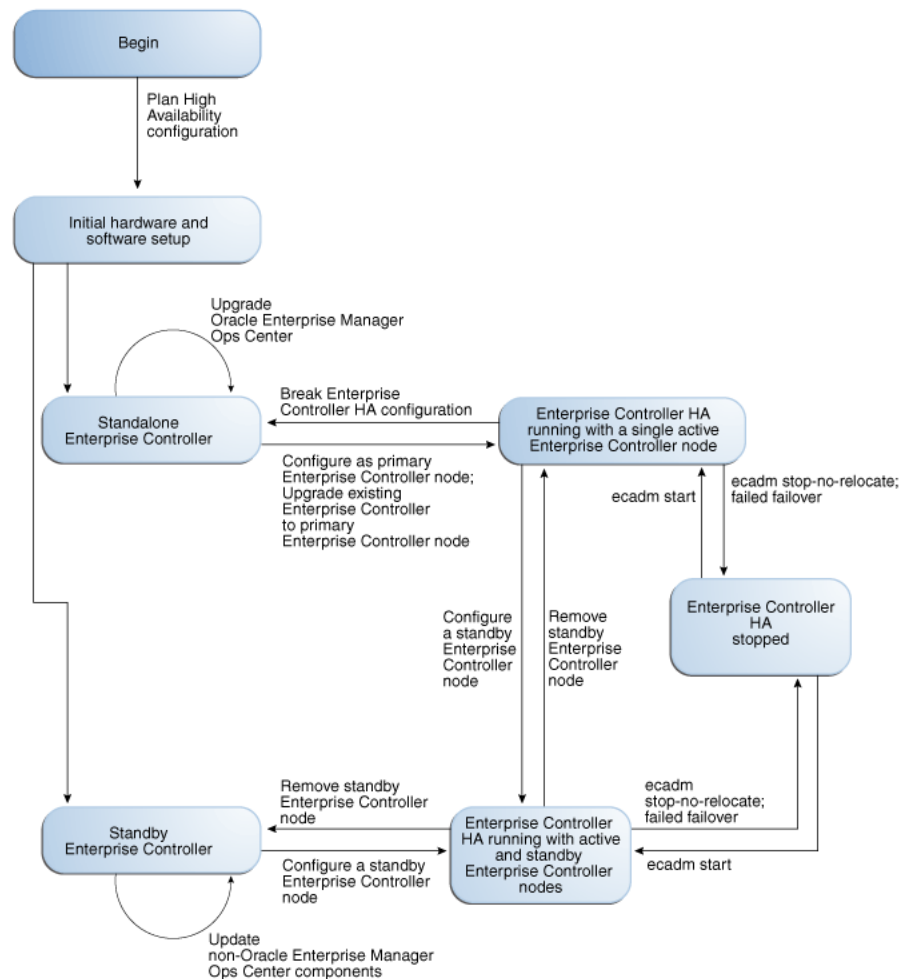 Begin
Plan High
Availability
configuration
Initial hardware and
software setup
Upgrade
Oracle Enterprise Manager
Ops Center
Standalone
Enterprise Controller
Break Enterprise
Controller HA configuration
Configure as primary
Enterprise Controller node;
Upgrade existing
Enterprise Controller
to primary
Enterprise Controller node
Enterprise Controller HA
running with a single active
Enterprise Controller node
ecadm start
ecadm stop-no-relocate;
failed failover
Enterprise Controller
HA
stopped
Configure
a standby
Enterprise
Controller
node
Remove
standby
Enterprise
Controller
node
Standby
Enterprise Controller
Remove standby
Enterprise Controller
node
Configure a standby
Enterprise Controller
node
Enterprise Controller
HA running with active
and standby
Enterprise Controller
nodes
ecadm
stop-no-relocate;
failed failover
ecadm start
Update
non-Oracle Enterprise Manager
Ops Center components